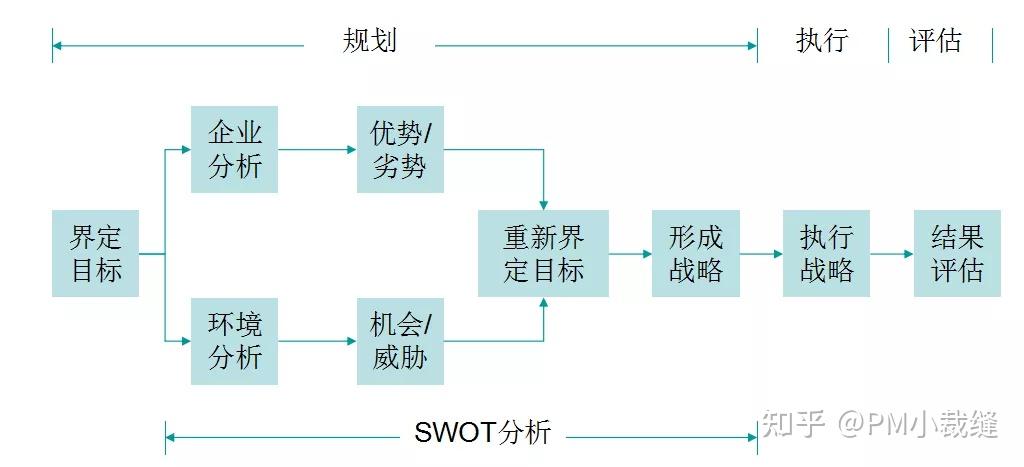 规划
执行
评估
企业
分析
优势/
劣势
界定
目标
重新界
定目标
形成
战略
执行
战略
结果
评估
环境
分析
机会/
威胁
SWOT分析
知乎 @PM小裁缝